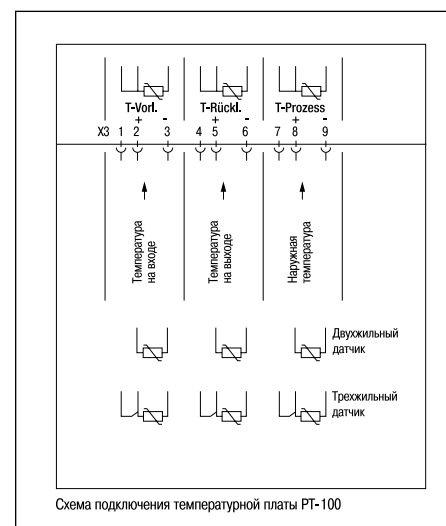 T-Vorl. T-Rückl. T-Prozess
+ - + - + -
X3 1 2 3 4 5 6 7 8 9
Температура
на входе
Температура
на выходе
Наружная
температура
Двухжильный
датчик
Трехжильный
датчик
Схема подключения температурной платы PT-100